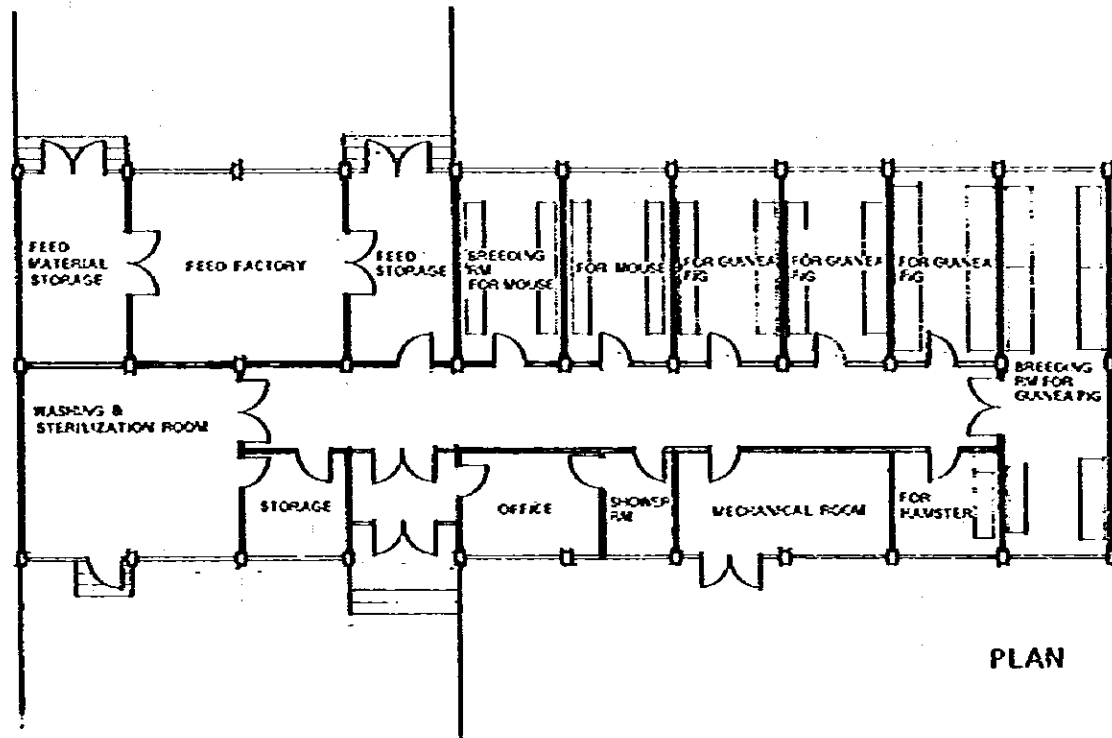 FEED
MATERIAL
STORAGE
FEED FACTORY
FEED
STORAGE
BREEDING
RM
FOR MOUSE
FOR MOUSE
FOR GUINEA
PIG
FOR GUINEA
PIG
FOR GUINEA
PIG
BREEDING
RM FOR
GUINEA PIG
WASHING &
STERILIZATION ROOM
STORAGE
OFFICE
SHOWER
RM
MECHANICAL ROOM
FOR
HAMSTER
PLAN